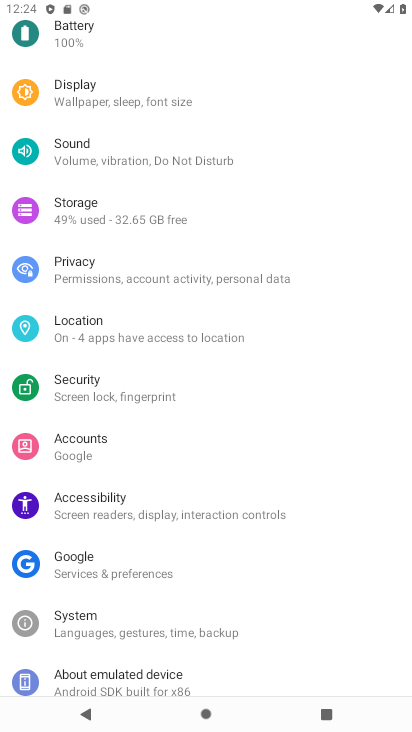 12:24
Battery
100%
Display
Wallpaper, sleep, font size
Sound
Volume, vibration, Do Not Disturb
Storage
49% used - 32.65 GB free
Privacy
Permissions, account activity, personal data
Location
On - 4 apps have access to location
Security
Screen lock, fingerprint
Accounts
Google
Accessibility
Screen readers, display, interaction controls
Google
Services & preferences
System
Languages, gestures, time, backup
About emulated device
Android SDK built for x86